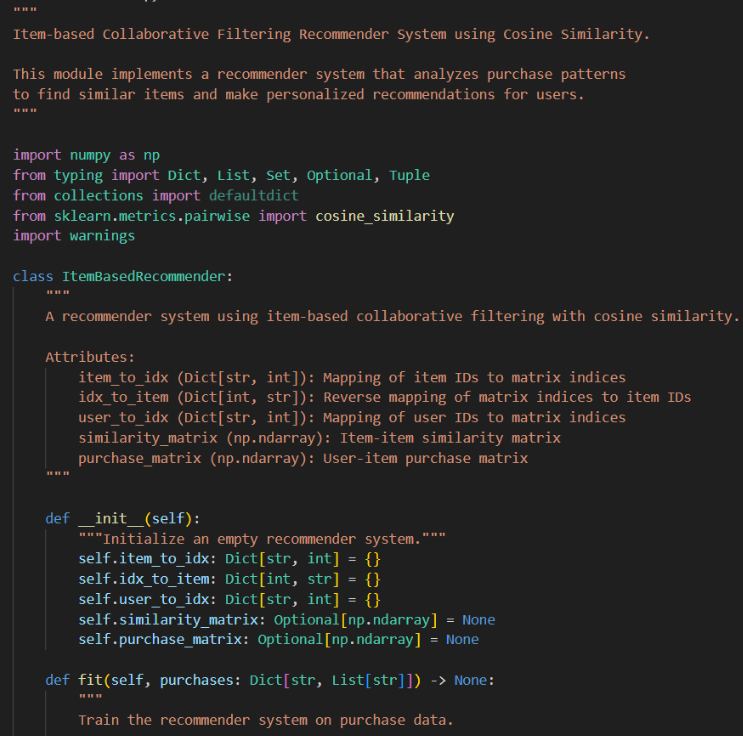 """
Item-based Collaborative Filtering Recommender System using Cosine Similarity.
This module implements a recommender system that analyzes purchase patterns
to find similar items and make personalized recommendations for users.
"""
import numpy as np
from typing import Dict, List, Set, Optional, Tuple
from collections import defaultdict
from sklearn.metrics.pairwise import cosine_similarity
import warnings
class ItemBasedRecommender:
"""
A recommender system using item-based collaborative filtering with cosine similarity.
Attributes:
item_to_idx (Dict[str, int]): Mapping of item IDs to matrix indices
idx_to_item (Dict[int, str]): Reverse mapping of matrix indices to item IDs
user_to_idx (Dict[str, int]): Mapping of user IDs to matrix indices
similarity_matrix (np.ndarray): Item-item similarity matrix
purchase_matrix (np.ndarray): User-item purchase matrix
"""
def __init__(self):
"""Initialize an empty recommender system."""
self.item_to_idx: Dict[str, int] = {}
self.idx_to_item: Dict[int, str] = {}
self.user_to_idx: Dict[str, int] = {}
self.similarity_matrix: Optional[np.ndarray] = None
self.purchase_matrix: Optional[np.ndarray] = None
def fit(self, purchases: Dict[str, List[str]]) -> None:
"""
Train the recommender system on purchase data.